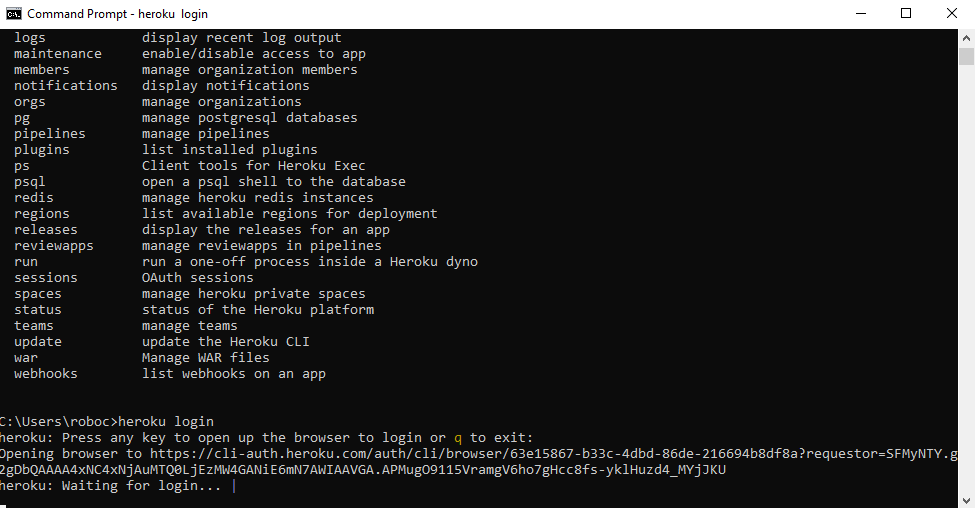 Command Prompt - heroku login
logs display recent log output
maintenance enable/disable access to app
members manage organization members
notifications display notifications
orgs manage organizations
pg manage postgresql databases
pipelines manage pipelines
plugins list installed plugins
ps Client tools for Heroku Exec
psql open a psql shell to the database
redis manage heroku redis instances
regions list available regions for deployment
releases display the releases for an app
reviewapps manage reviewapps in pipelines
run run a one-off process inside a Heroku dyno
sessions OAuth sessions
spaces manage heroku private spaces
status status of the Heroku platform
teams manage teams
update update the Heroku CLI
war Manage WAR files
webhooks list webhooks on an app
C:\Users\roboc>heroku login
heroku: Press any key to open up the browser to login or q to exit:
Opening browser to https://cli-auth.heroku.com/auth/cli/browser/63e15867-b33c-4dbd-86de-216694b8df8a?requestor=SFMyNTY.g
2gDbQAAAA4xNC4xNjAuMTQ0LjEzMW4GANiE6mN7AWIAAVGA.APMugO9115VramgV6ho7gHcc8fs-yklHuzd4_MYjJKU
heroku: Waiting for login... |